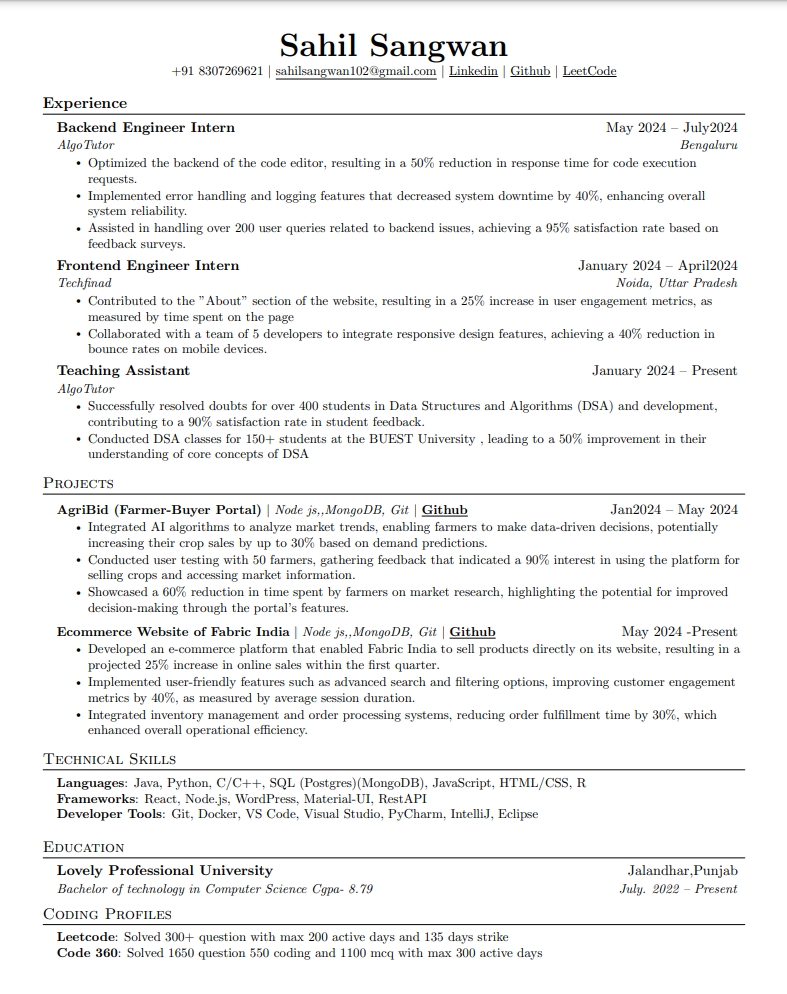 Sahil Sangwan
+91 8307269621 | sahilsangwan102@gmail.com | Linkedin | Github | LeetCode
Experience
Backend Engineer Intern May 2024 – July2024
AlgoTutor Bengaluru
• Optimized the backend of the code editor, resulting in a 50% reduction in response time for code execution
requests.
• Implemented error handling and logging features that decreased system downtime by 40%, enhancing overall
system reliability.
• Assisted in handling over 200 user queries related to backend issues, achieving a 95% satisfaction rate based on
feedback surveys.
Frontend Engineer Intern January 2024 – April2024
Techfinad Noida, Uttar Pradesh
• Contributed to the ”About” section of the website, resulting in a 25% increase in user engagement metrics, as
measured by time spent on the page
• Collaborated with a team of 5 developers to integrate responsive design features, achieving a 40% reduction in
bounce rates on mobile devices.
Teaching Assistant January 2024 – Present
AlgoTutor
• Successfully resolved doubts for over 400 students in Data Structures and Algorithms (DSA) and development,
contributing to a 90% satisfaction rate in student feedback.
• Conducted DSA classes for 150+ students at the BUEST University , leading to a 50% improvement in their
understanding of core concepts of DSA
Projects
AgriBid (Farmer-Buyer Portal) | Node js,,MongoDB, Git | Github Jan2024 – May 2024
• Integrated AI algorithms to analyze market trends, enabling farmers to make data-driven decisions, potentially
increasing their crop sales by up to 30% based on demand predictions.
• Conducted user testing with 50 farmers, gathering feedback that indicated a 90% interest in using the platform for
selling crops and accessing market information.
• Showcased a 60% reduction in time spent by farmers on market research, highlighting the potential for improved
decision-making through the portal's features.
Ecommerce Website of Fabric India | Node js,,MongoDB, Git | Github May 2024 -Present
• Developed an e-commerce platform that enabled Fabric India to sell products directly on its website, resulting in a
projected 25% increase in online sales within the first quarter.
• Implemented user-friendly features such as advanced search and filtering options, improving customer engagement
metrics by 40%, as measured by average session duration.
• Integrated inventory management and order processing systems, reducing order fulfillment time by 30%, which
enhanced overall operational efficiency.
Technical Skills
Languages: Java, Python, C/C++, SQL (Postgres)(MongoDB), JavaScript, HTML/CSS, R
Frameworks: React, Node.js, WordPress, Material-UI, RestAPI
Developer Tools: Git, Docker, VS Code, Visual Studio, PyCharm, IntelliJ, Eclipse
Education
Lovely Professional University Jalandhar,Punjab
Bachelor of technology in Computer Science Cgpa- 8.79 July. 2022 – Present
Coding Profiles
Leetcode: Solved 300+ question with max 200 active days and 135 days strike
Code 360: Solved 1650 question 550 coding and 1100 mcq with max 300 active days